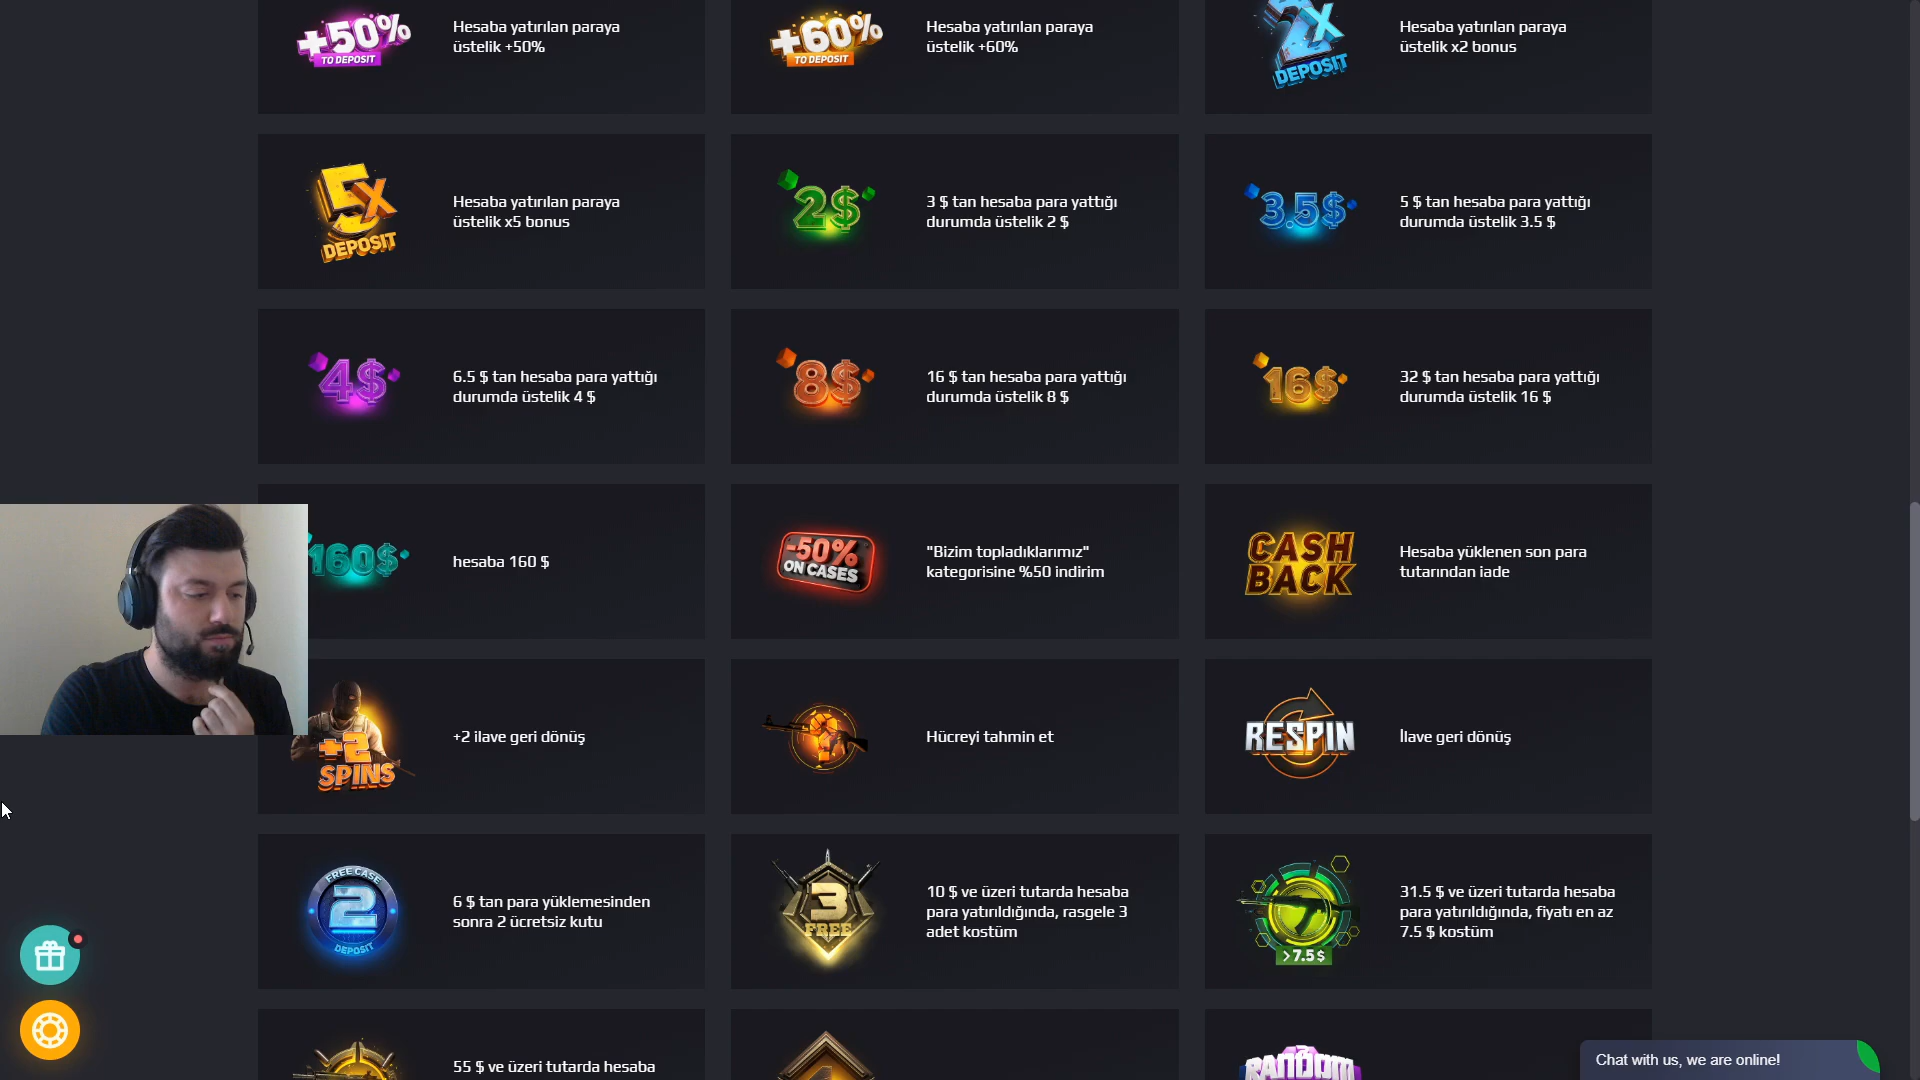 +50%
TO DEPOSIT
Hesaba yatırılan paraya
üstelik +50%
+60%
TO DEPOSIT
Hesaba yatırılan paraya
üstelik +60%
2X
DEPOSIT
Hesaba yatırılan paraya
üstelik x2 bonus
5X
DEPOSIT
Hesaba yatırılan paraya
üstelik x5 bonus
2$
3 $ tan hesaba para yattığı
durumda üstelik 2 $
3.5$
5 $ tan hesaba para yattığı
durumda üstelik 3.5 $
4$
6.5 $ tan hesaba para yattığı
durumda üstelik 4 $
8$
16 $ tan hesaba para yattığı
durumda üstelik 8 $
16$
32 $ tan hesaba para yattığı
durumda üstelik 16 $
160$
hesaba 160 $
-50%
ON CASES
"Bizim topladıklarımız"
kategorisine %50 indirim
CASH
BACK
Hesaba yüklenen son para
tutarından iade
+2
SPINS
+2 ilave geri dönüş
Hücreyi tahmin et
RESPIN
İlave geri dönüş
FREE CASE
2
DEPOSIT
6 $ tan para yüklemesinden
sonra 2 ücretsiz kutu
3
FREE
10 $ ve üzeri tutarda hesaba
para yatırıldığında, rasgele 3
adet kostüm
>7.5$
31.5 $ ve üzeri tutarda hesaba
para yatırıldığında, fiyatı en az
7.5 $ kostüm
55 $ ve üzeri tutarda hesaba
RANDOM
Chat with us, we are online!